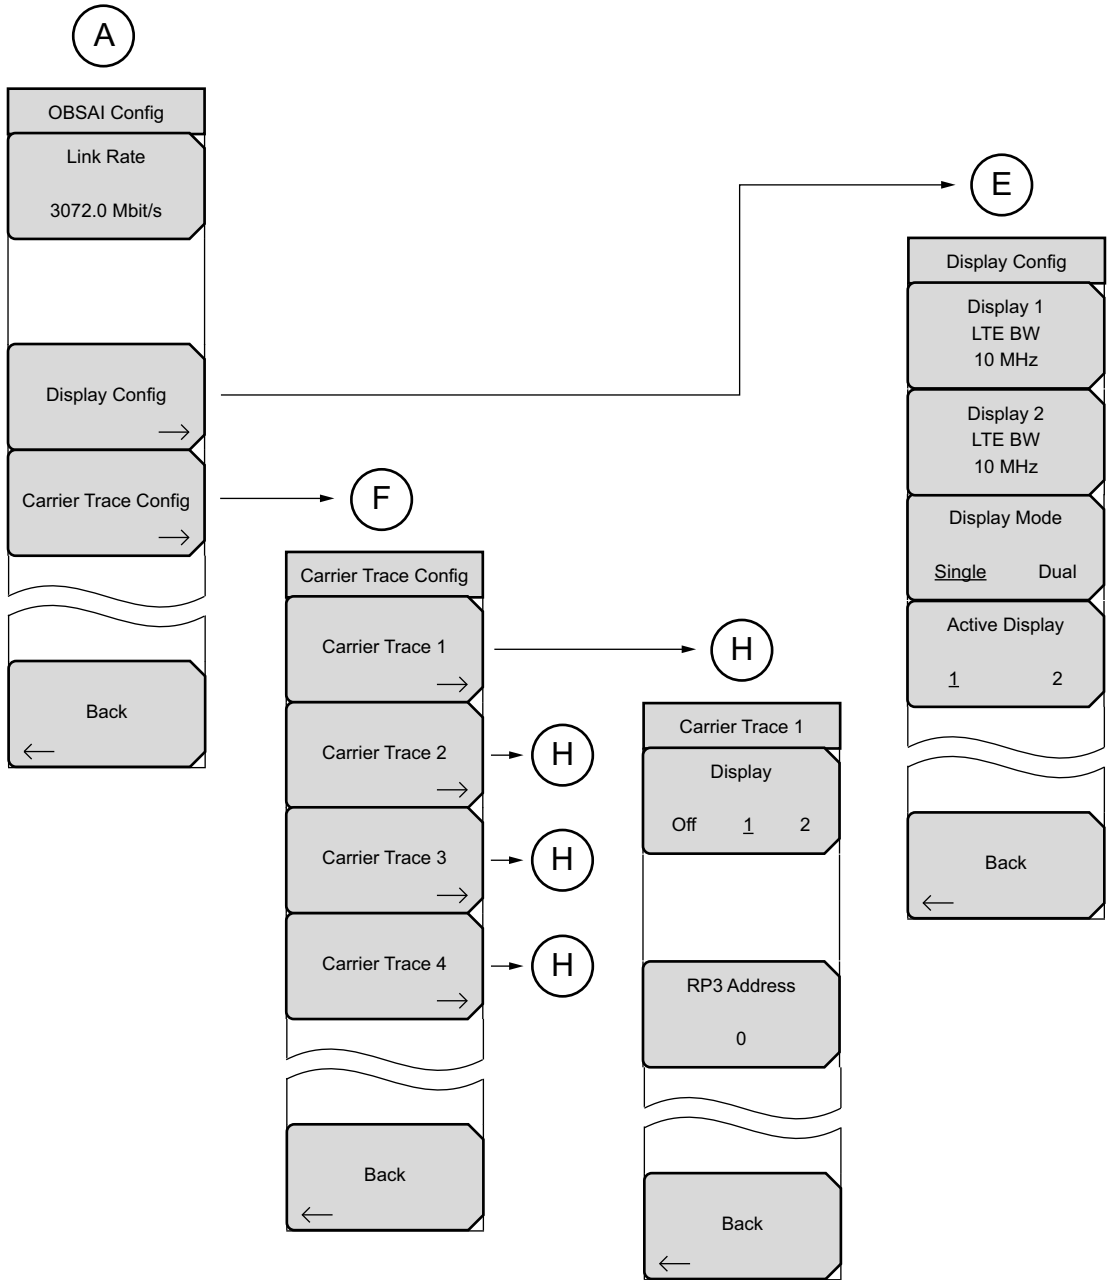 A
OBSAI Config
Link Rate
3072.0 Mbit/s
Display Config
Carrier Trace Config
Back
E
Display Config
Display 1
LTE BW
10 MHz
Display 2
LTE BW
10 MHz
Display Mode
Single Dual
Active Display
1 2
Back
F
Carrier Trace Config
Carrier Trace 1
Carrier Trace 2
Carrier Trace 3
Carrier Trace 4
Back
H
H
H
H
Carrier Trace 1
Display
Off 1 2
RP3 Address
0
Back